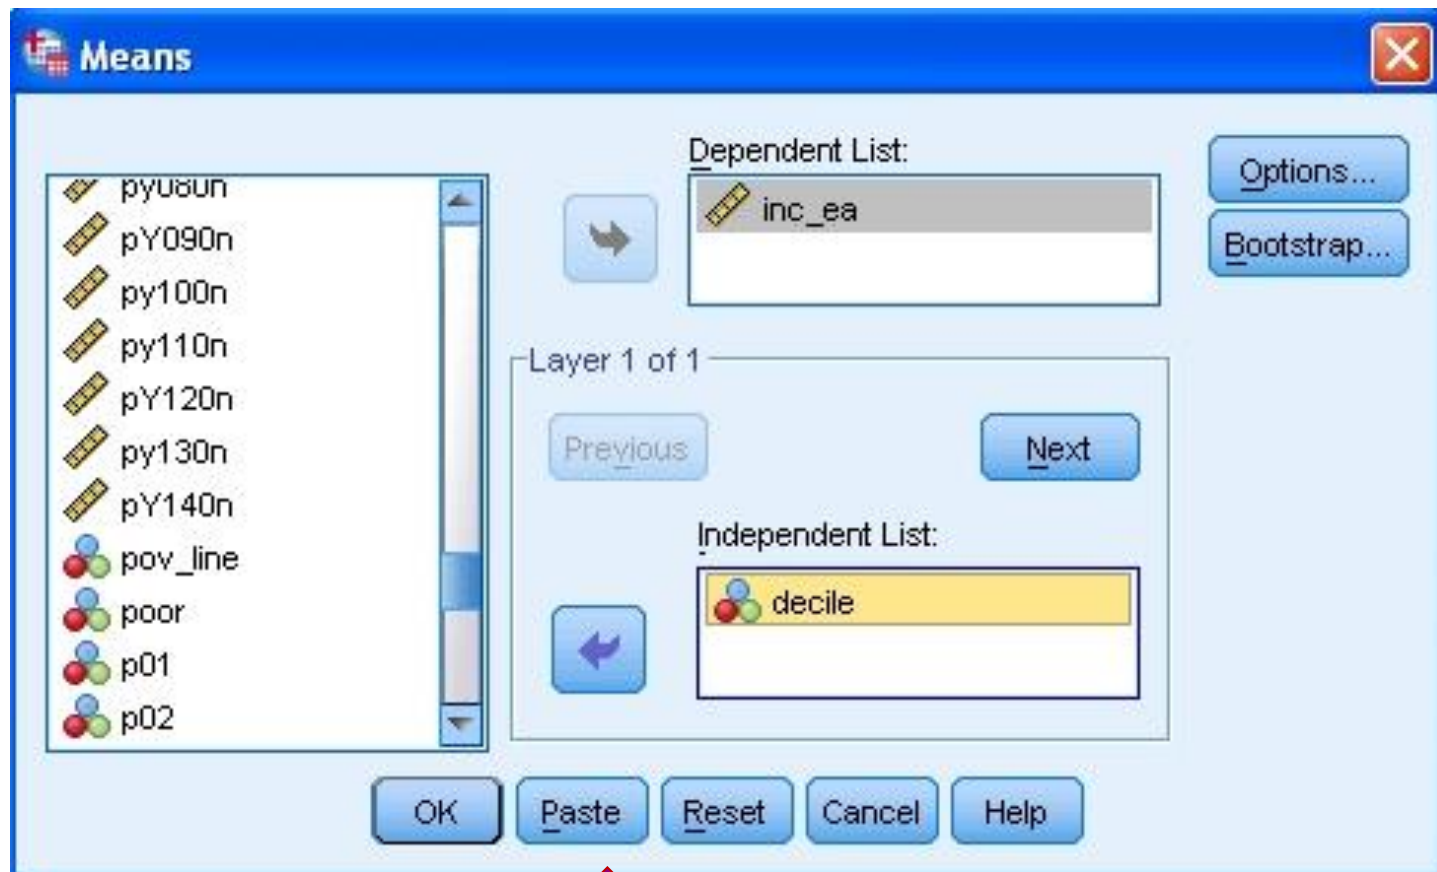 Means
Dependent List:
inc_ea
Options...
Bootstrap...
py080n
pY090n
py100n
py110n
pY120n
py130n
pY140n
pov_line
poor
p01
p02
Layer 1 of 1
Previous
Next
Independent List:
decile
OK
Paste
Reset
Cancel
Help